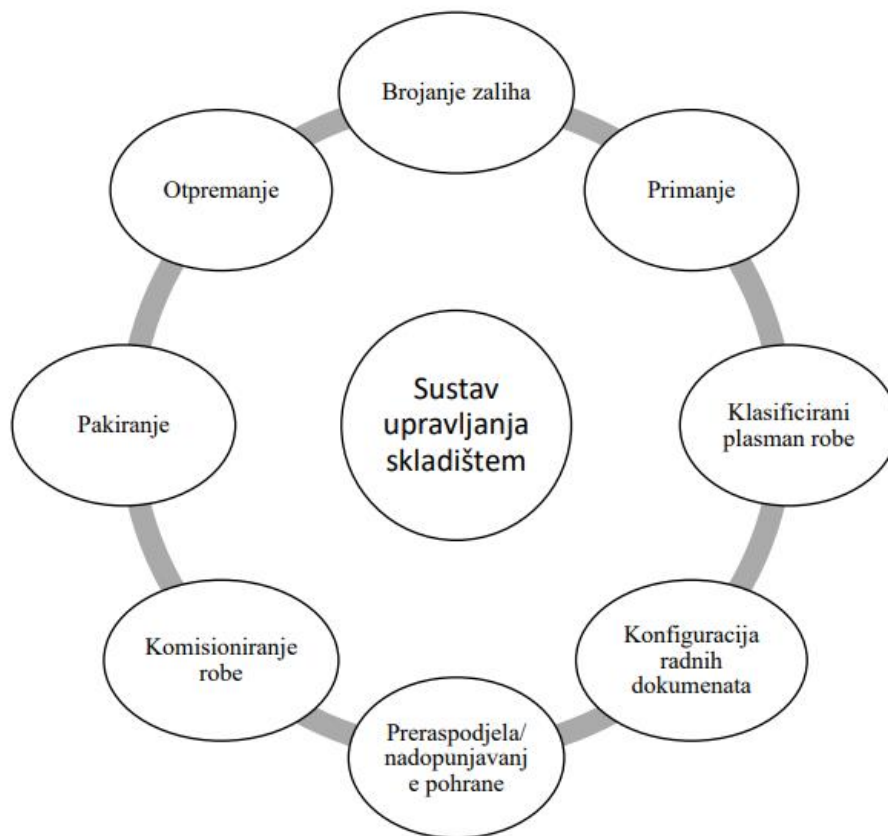 Brojanje zaliha
Primanje
Klasificirani
plasman robe
Konfiguracija
radnih
dokumenata
Preraspodjela/
nadopunjavanj
e pohrane
Komisioniranje
robe
Pakiranje
Otpremanje
Sustav
upravljanja
skladištem